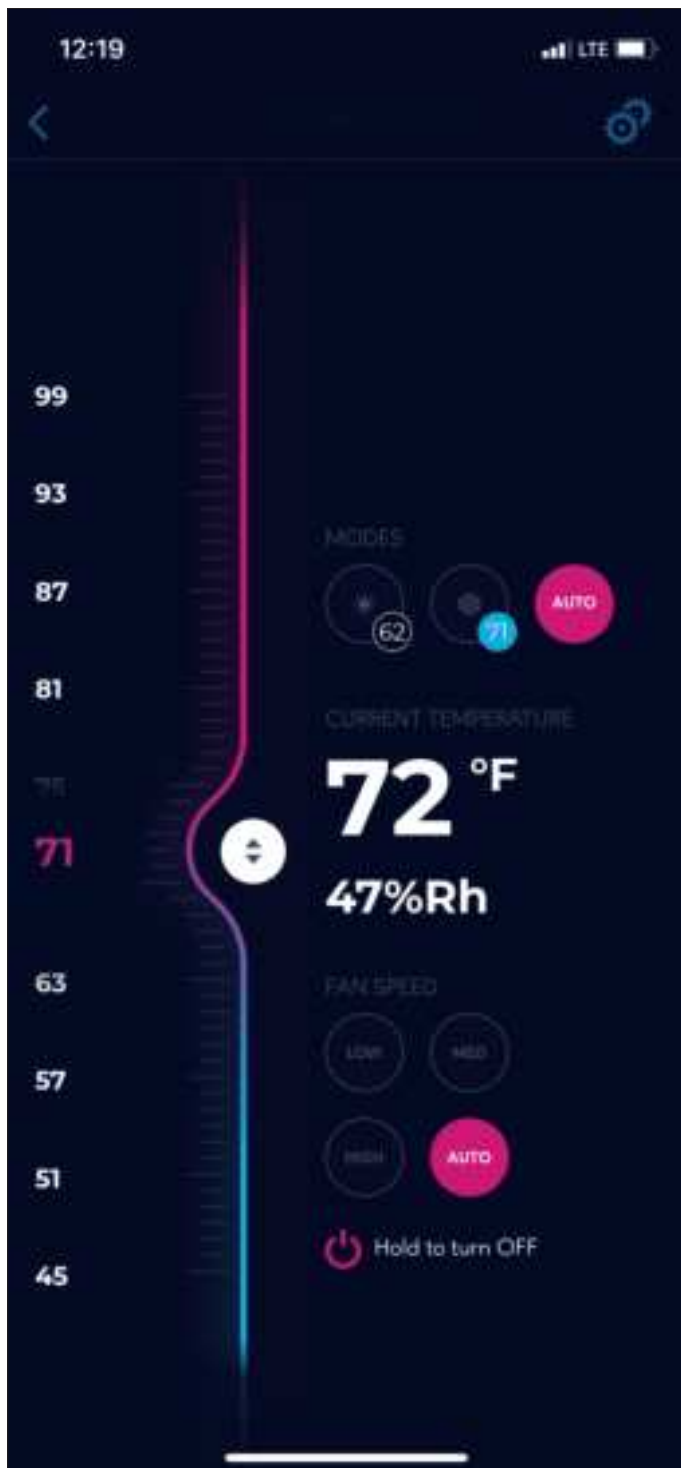 12:19
LTE
99
93
87
81
75
71
63
57
51
45
MODES
62
71
AUTO
CURRENT TEMPERATURE
72 °F
47%Rh
FAN SPEED
LOW
MED
HIGH
AUTO
Hold to turn OFF